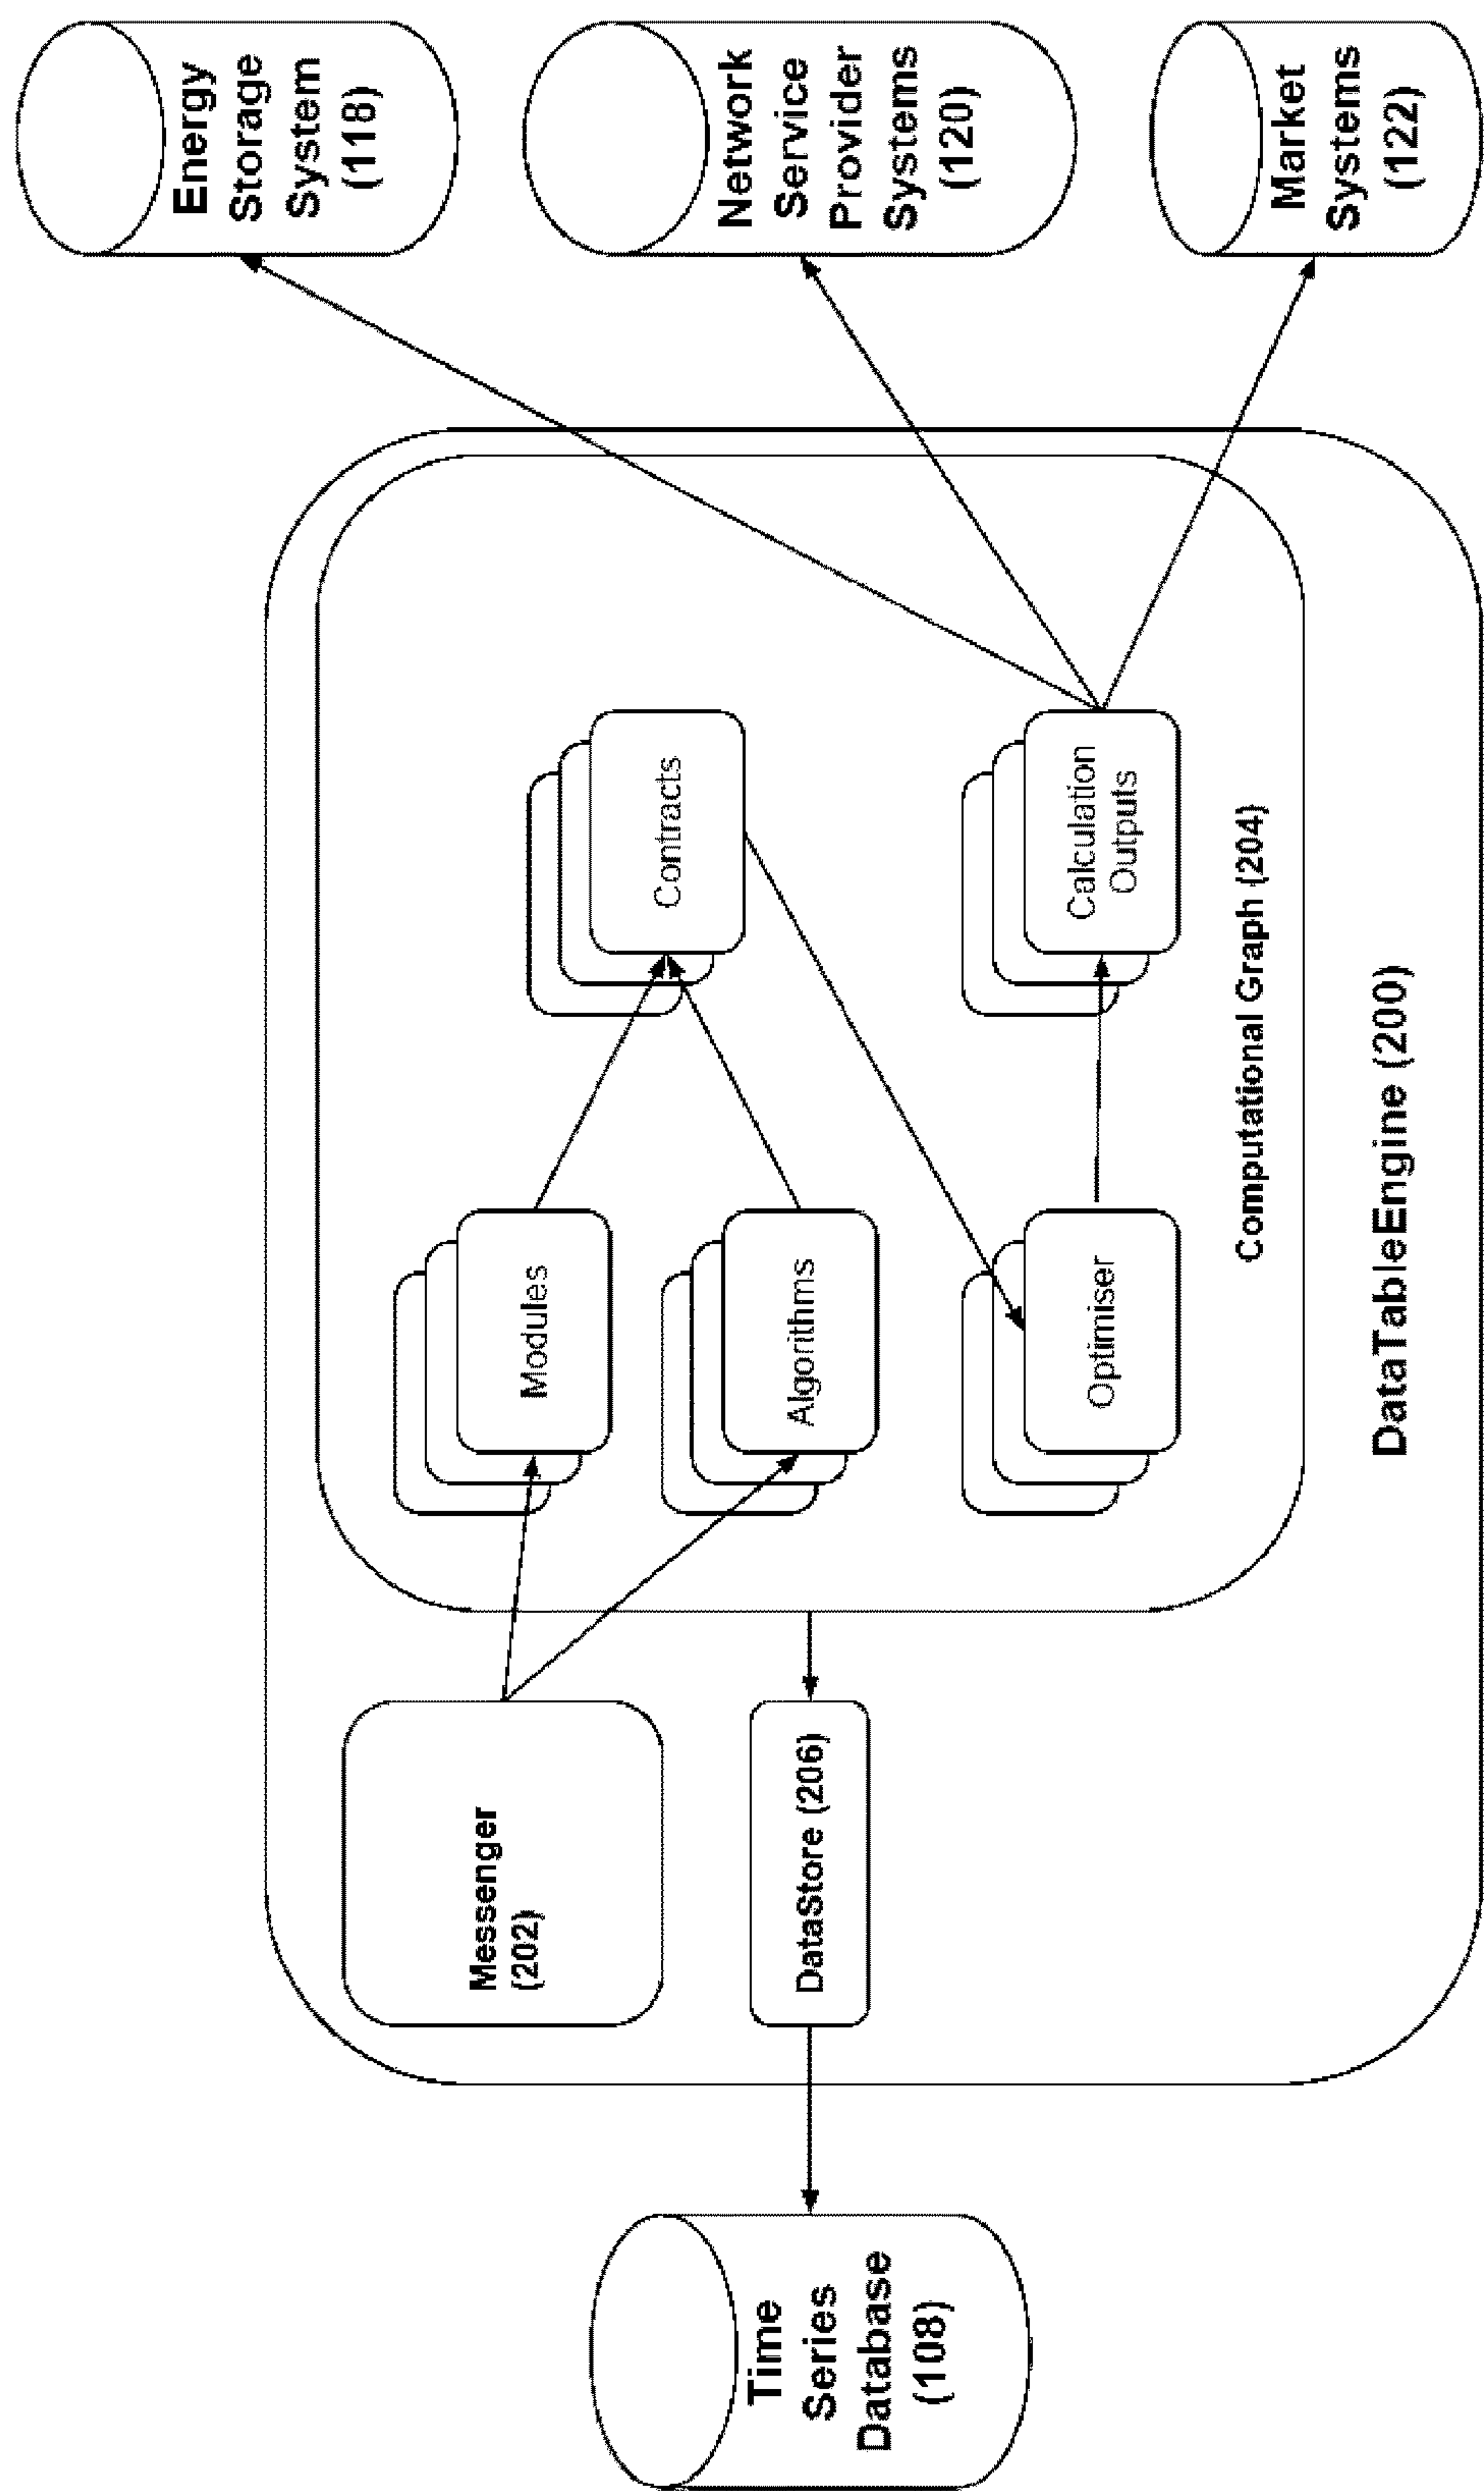 Time
Series
Database
(108)
Messenger
(202)
DataStore (206)
Modules
Algorithms
Optimiser
Contracts
Calculation
Outputs
Computational Graph (204)
DataTableEngine (200)
Energy
Storage
System
(118)
Network
Service
Provider
Systems
(120)
Market
Systems
(122)